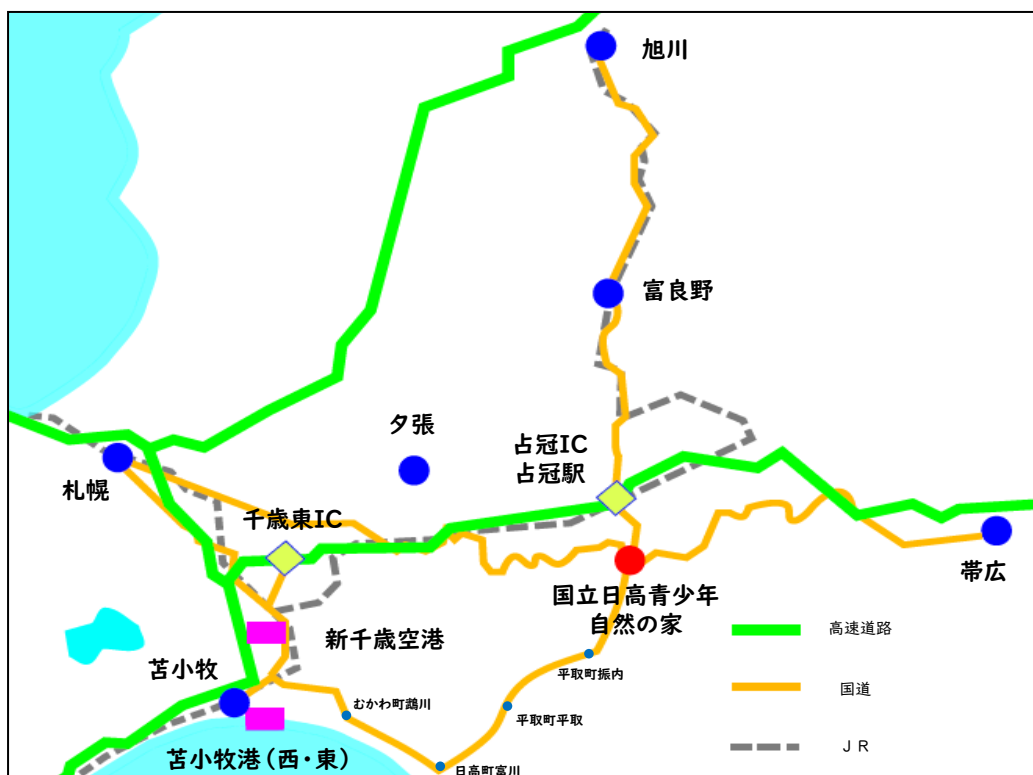 旭川
富良野
夕張
占冠IC
占冠駅
札幌
千歳東IC
帯広
国立日高青少年
自然の家
新千歳空港
高速道路
苫小牧
平取町振内
国道
むかわ町鵡川
平取町平取
ＪＲ
苫小牧港（西・東）
日高町富川